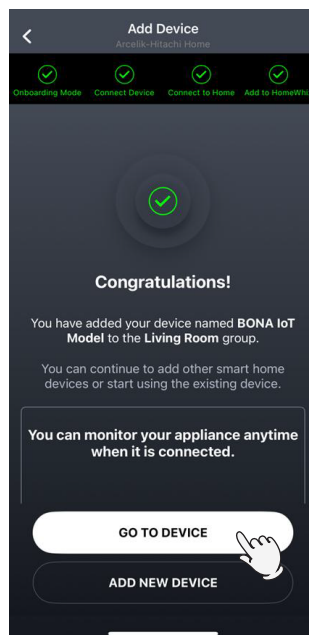 Add Device
Arcelik-Hitachi Home
Onboarding Mode Connect Device Connect to Home Add to HomeWhi
Congratulations!
You have added your device named BONA IoT
Model to the Living Room group.
You can continue to add other smart home
devices or start using the existing device.
You can monitor your appliance anytime
when it is connected.
GO TO DEVICE
ADD NEW DEVICE